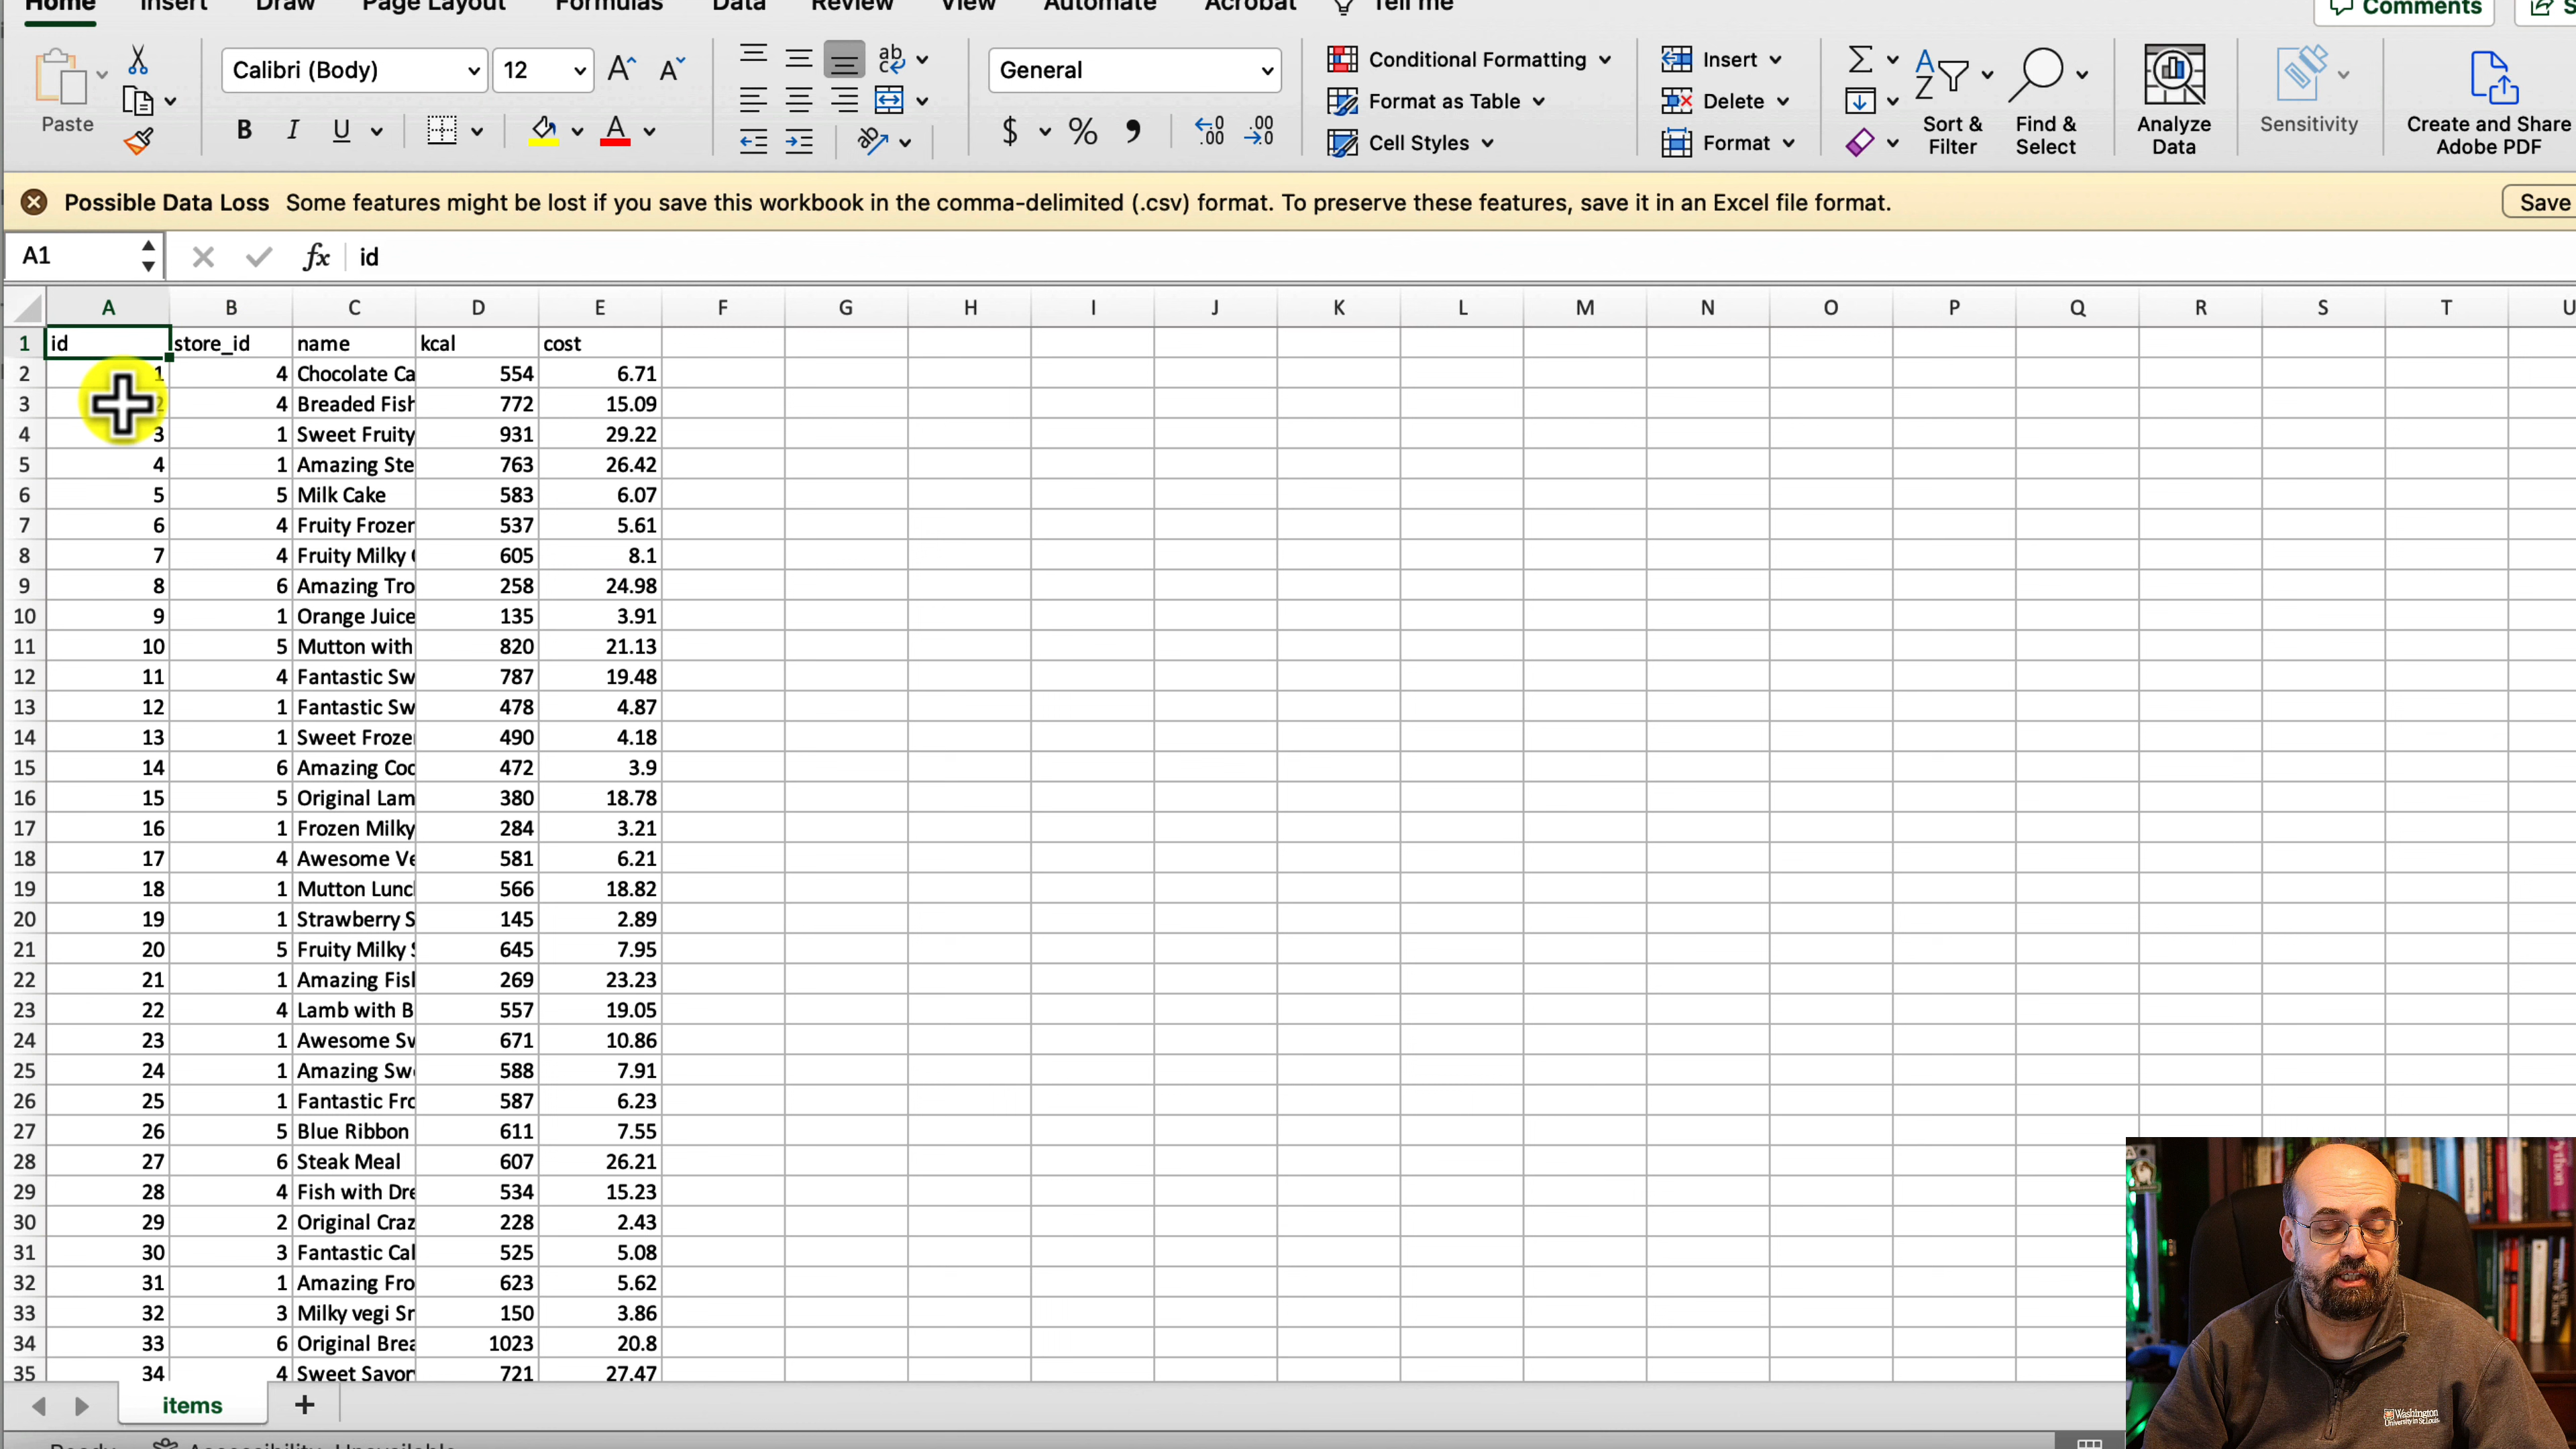 Home Insert Draw Page Layout Formulas Data Review View Automate Acrobat Tell me Comments
Calibri (Body) 12 General Conditional Formatting Insert
Format as Table Delete
Paste Cell Styles Format
B I U A $ % Sort & Filter Find & Select Analyze Data Sensitivity Create and Share Adobe PDF
Possible Data Loss Some features might be lost if you save this workbook in the comma-delimited (.csv) format. To preserve these features, save it in an Excel file format. Save
A1 fx id
A B C D E F G H I J K L M N O P Q R S T U
1 id store_id name kcal cost
2 1 4 Chocolate Ca 554 6.71
3 2 4 Breaded Fish 772 15.09
4 3 1 Sweet Fruity 931 29.22
5 4 1 Amazing Ste 763 26.42
6 5 5 Milk Cake 583 6.07
7 6 4 Fruity Frozen 537 5.61
8 7 4 Fruity Milky 605 8.1
9 8 6 Amazing Tro 258 24.98
10 9 1 Orange Juice 135 3.91
11 10 5 Mutton with 820 21.13
12 11 4 Fantastic Sw 787 19.48
13 12 1 Fantastic Sw 478 4.87
14 13 1 Sweet Froze 490 4.18
15 14 6 Amazing Coc 472 3.9
16 15 5 Original Lam 380 18.78
17 16 1 Frozen Milky 284 3.21
18 17 4 Awesome Ve 581 6.21
19 18 1 Mutton Lunc 566 18.82
20 19 1 Strawberry S 145 2.89
21 20 5 Fruity Milky S 645 7.95
22 21 1 Amazing Fis 269 23.23
23 22 4 Lamb with B 557 19.05
24 23 1 Awesome Sw 671 10.86
25 24 1 Amazing Sw 588 7.91
26 25 1 Fantastic Fro 587 6.23
27 26 5 Blue Ribbon 611 7.55
28 27 6 Steak Meal 607 26.21
29 28 4 Fish with Dre 534 15.23
30 29 2 Original Craz 228 2.43
31 30 3 Fantastic Cal 525 5.08
32 31 1 Amazing Fro 623 5.62
33 32 3 Milky vegi Sr 150 3.86
34 33 6 Original Brea 1023 20.8
35 34 4 Sweet Savor 721 27.47
items
Washington
University in St. Louis